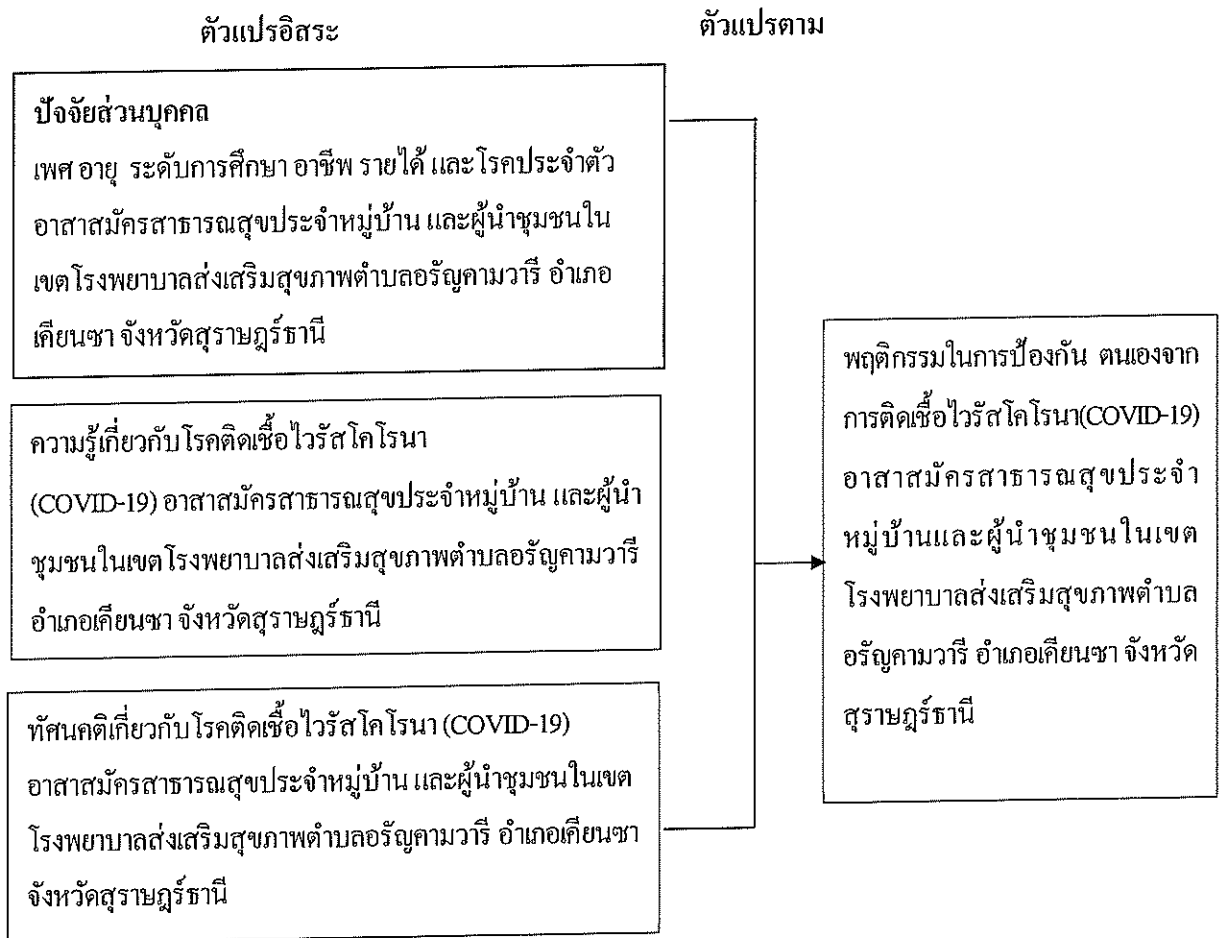 ตัวแปรอิสระ
ตัวแปรตาม
ปัจจัยส่วนบุคคล
เพศ อายุ ระดับการศึกษา อาชีพ รายได้ และโรคประจำตัว
อาสาสมัครสาธารณสุขประจำหมู่บ้าน และผู้นำชุมชนใน
เขตโรงพยาบาลส่งเสริมสุขภาพตำบลอรัญคามวารี อำเภอ
เคียนซา จังหวัดสุราษฎร์ธานี
ความรู้เกี่ยวกับโรคติดเชื้อไวรัสโคโรนา
(COVID-19) อาสาสมัครสาธารณสุขประจำหมู่บ้าน และผู้นำ
ชุมชนในเขตโรงพยาบาลส่งเสริมสุขภาพตำบลอรัญคามวารี
อำเภอเคียนซา จังหวัดสุราษฎร์ธานี
ทัศนคติเกี่ยวกับโรคติดเชื้อไวรัสโคโรนา (COVID-19)
อาสาสมัครสาธารณสุขประจำหมู่บ้าน และผู้นำชุมชนในเขต
โรงพยาบาลส่งเสริมสุขภาพตำบลอรัญคามวารี อำเภอเคียนซา
จังหวัดสุราษฎร์ธานี
พฤติกรรมในการป้องกัน ตนเองจาก
การติดเชื้อไวรัสโคโรนา(COVID-19)
อาสาสมัครสาธารณสุขประจำ
หมู่บ้านและผู้นำชุมชนในเขต
โรงพยาบาลส่งเสริมสุขภาพตำบล
อรัญคามวารี อำเภอเคียนซา จังหวัด
สุราษฎร์ธานี